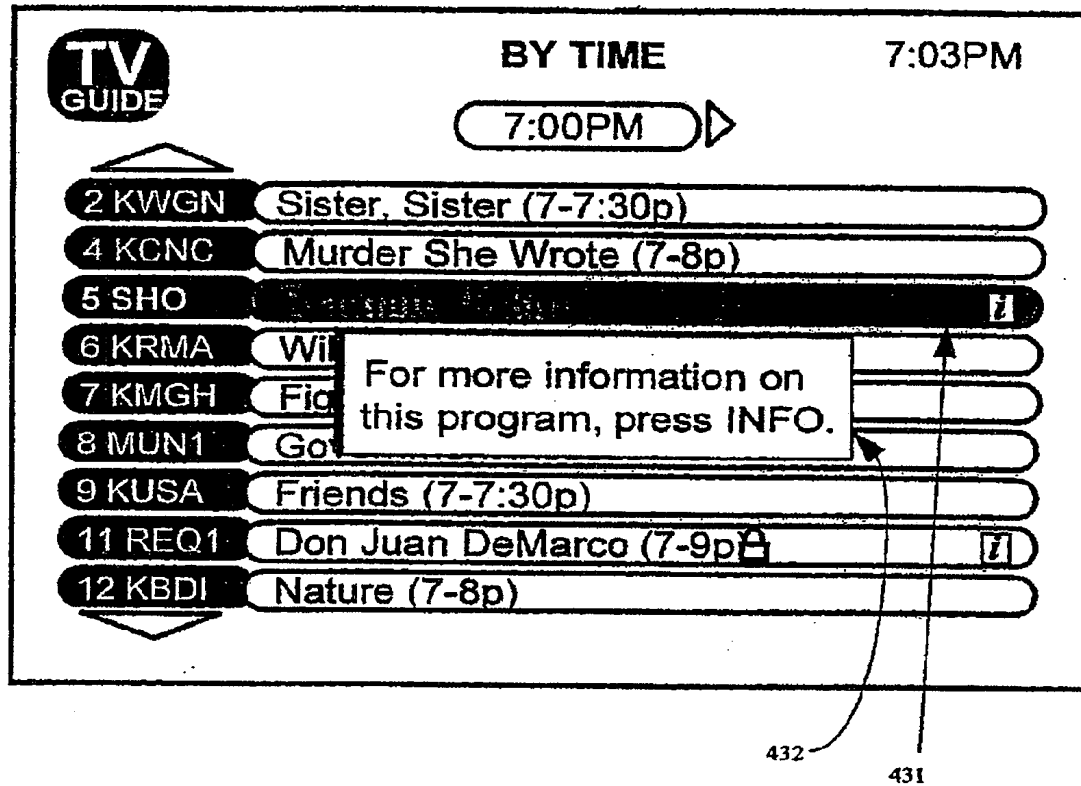 TV GUIDE
BY TIME
7:03PM
7:00PM
2 KWGN Sister, Sister (7-7:30p)
4 KCNC Murder She Wrote (7-8p)
5 SHO i
6 KRMA
7 KMGH
8 MUN1
For more information on
this program, press INFO.
9 KUSA Friends (7-7:30p)
11 REQ1 Don Juan DeMarco (7-9p) i
12 KBDI Nature (7-8p)
432
431